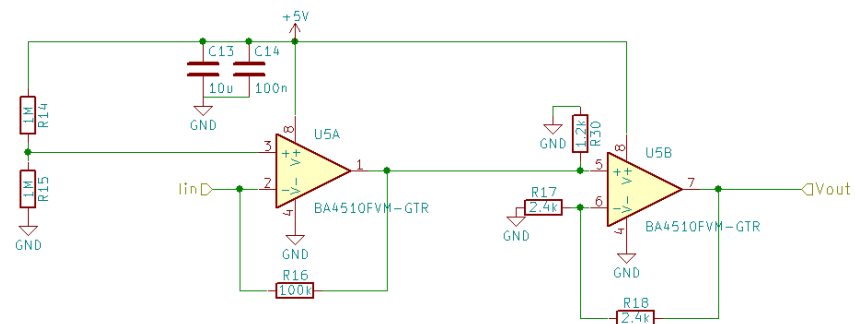 +5V
C13
C14
10u
100n
GND
1M
R14
1M
R15
GND
Iin
3
2
8
4
1
+
-
V+
V-
U5A
BA4510FVM-GTR
GND
R16
100k
GND
1.2k
R30
R17
2.4k
GND
5
6
8
4
7
+
-
V+
V-
U5B
BA4510FVM-GTR
GND
R18
2.4k
Vout